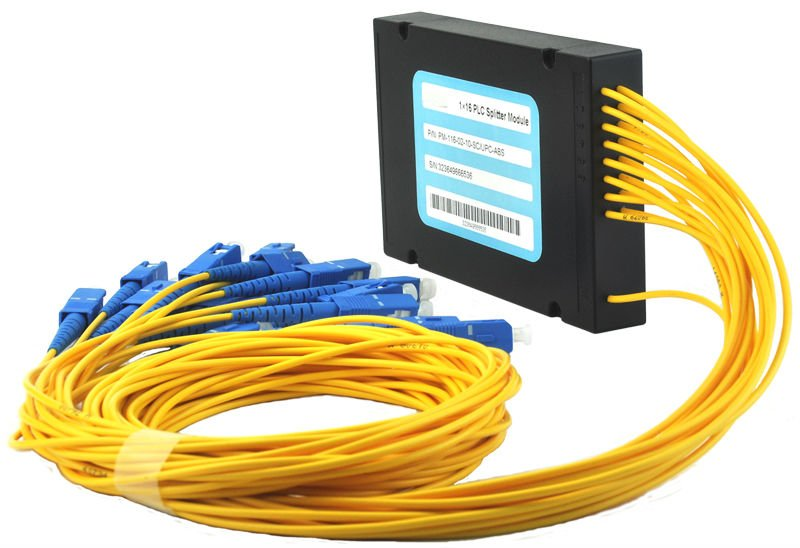 1×16 PLC Splitter Module
P/N: PM-116-02-10-SC/UPC-ABS
S/N:323649666536